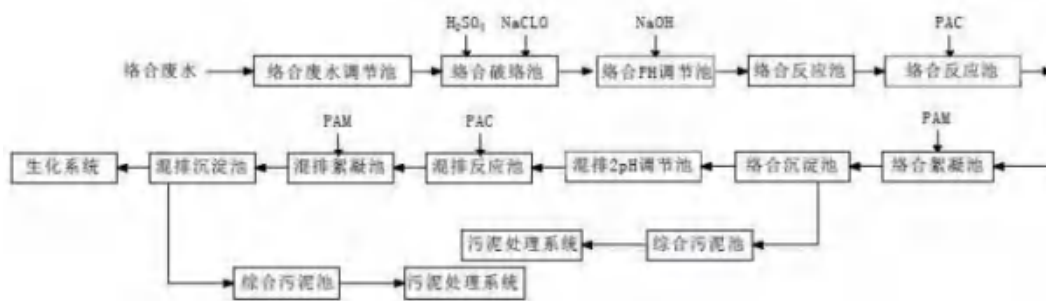 H₂SO₄ NaCLO NaOH PAC
络合废水 络合废水调节池 络合破络池 络合PH调节池 络合反应池 络合反应池
PAM PAC PAM
生化系统 混排沉淀池 混排絮凝池 混排反应池 混排2pH调节池 络合沉淀池 络合絮凝池
污泥处理系统 综合污泥池
综合污泥池 污泥处理系统